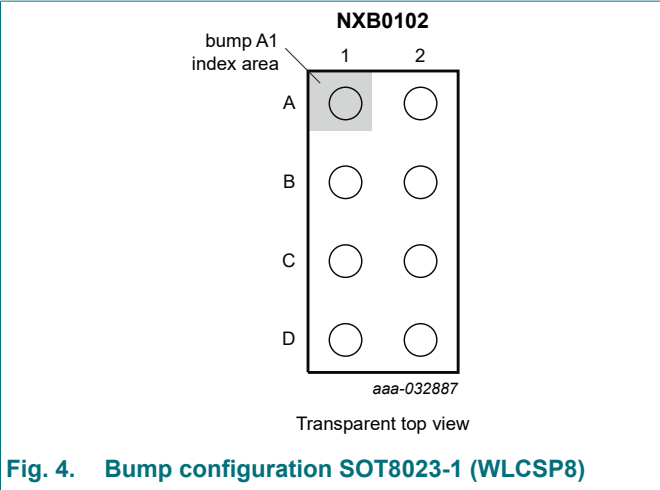 NXB0102
bump A1
index area
1 2
A
B
C
D
aaa-032887
Transparent top view
Fig. 4. Bump configuration SOT8023-1 (WLCSP8)